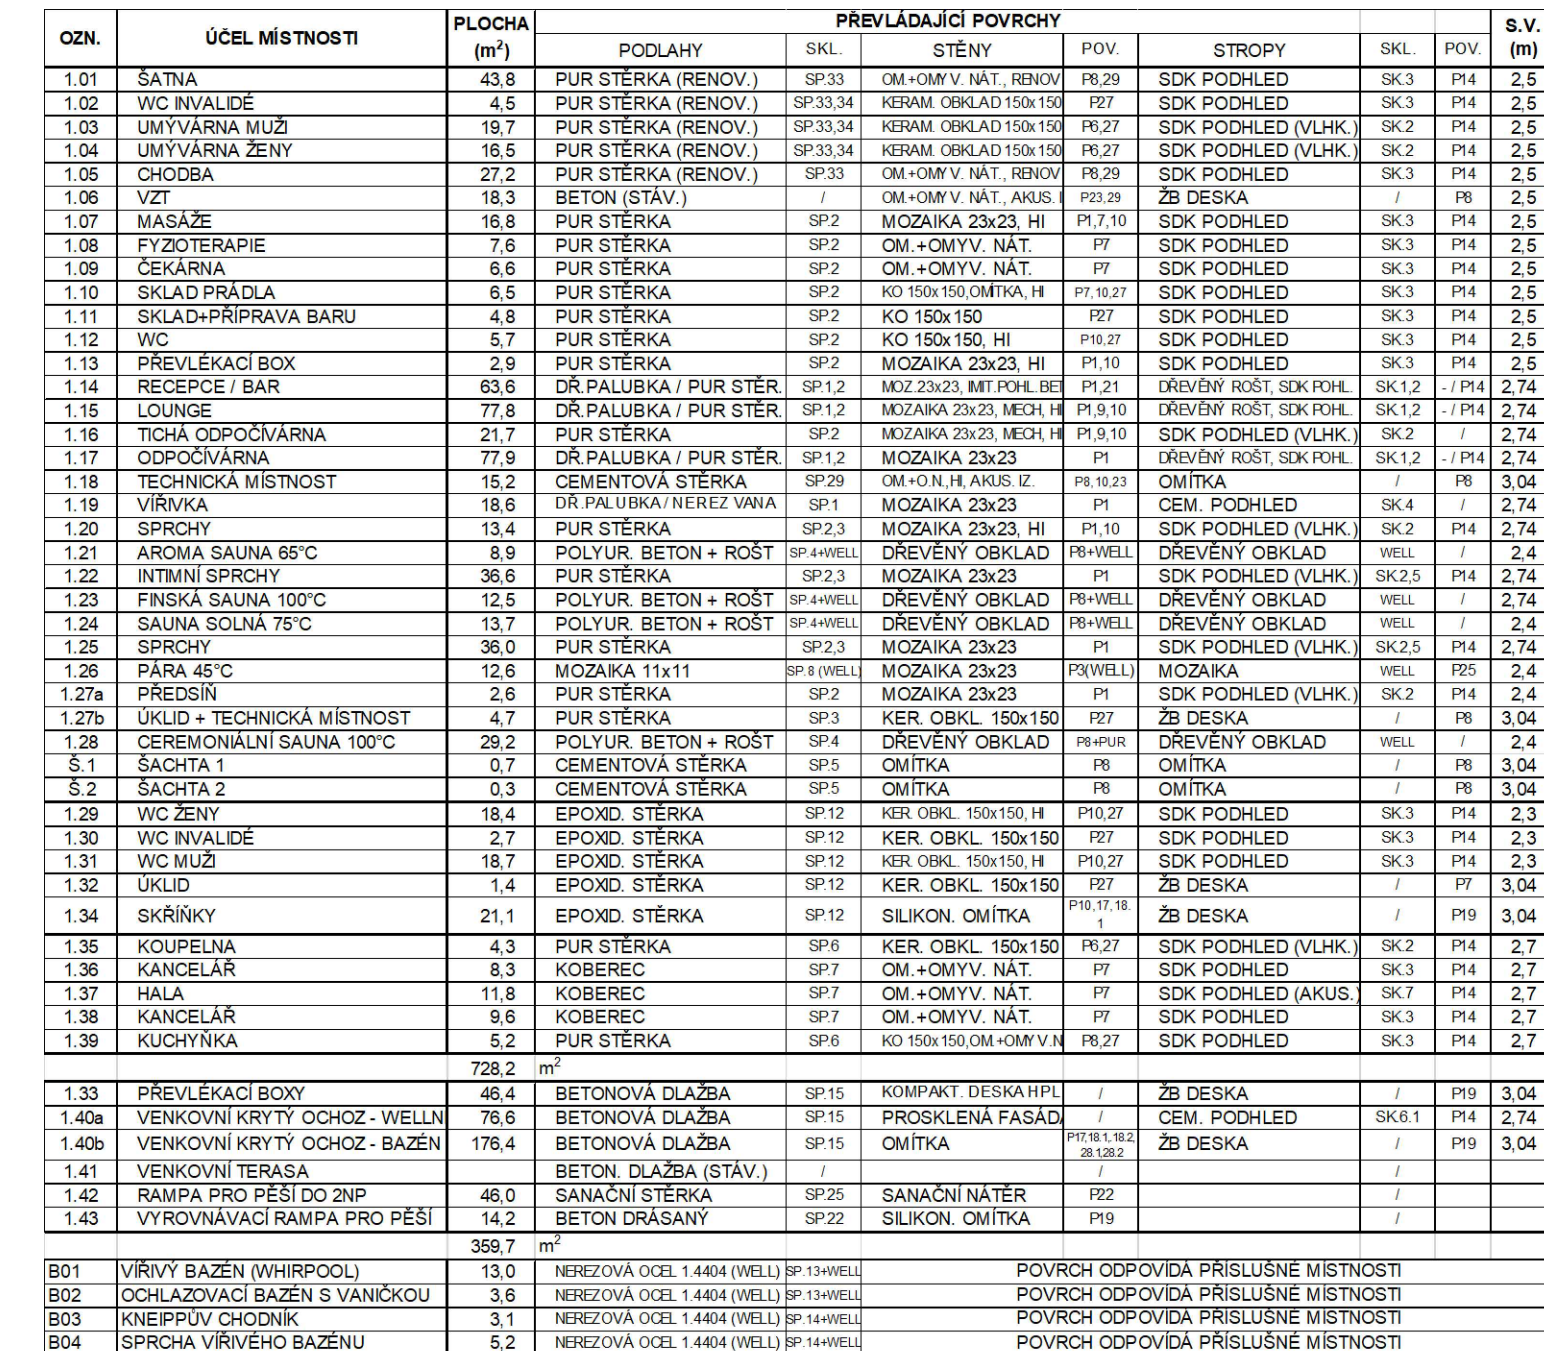 OZN. ÚČEL MÍSTNOSTI PLOCHA (m²) PŘEVLÁDAJÍCÍ POVRCHY S.V. (m)
PODLAHY SKL. STĚNY POV. STROPY SKL. POV.
1.01 ŠATNA 43,8 PUR STĚRKA (RENOV.) SP.33 OM.+OMYV. NÁT., RENOV P8,29 SDK PODHLED SK.3 P14 2,5
1.02 WC INVALIDÉ 4,5 PUR STĚRKA (RENOV.) SP.33,34 KERAM. OBKLAD 150x150 P27 SDK PODHLED SK.3 P14 2,5
1.03 UMÝVÁRNA MUŽI 19,7 PUR STĚRKA (RENOV.) SP.33,34 KERAM. OBKLAD 150x150 P6,27 SDK PODHLED (VLHK.) SK.2 P14 2,5
1.04 UMÝVÁRNA ŽENY 16,5 PUR STĚRKA (RENOV.) SP.33,34 KERAM. OBKLAD 150x150 P6,27 SDK PODHLED (VLHK.) SK.2 P14 2,5
1.05 CHODBA 27,2 PUR STĚRKA (RENOV.) SP.33 OM.+OMYV. NÁT., RENOV P8,29 SDK PODHLED SK.3 P14 2,5
1.06 VZT 18,3 BETON (STÁV.) / OM.+OMYV. NÁT., AKUS. I P23,29 ŽB DESKA / P8 2,5
1.07 MASÁŽE 16,8 PUR STĚRKA SP.2 MOZAIKA 23x23, HI P1,7,10 SDK PODHLED SK.3 P14 2,5
1.08 FYZIOTERAPIE 7,6 PUR STĚRKA SP.2 OM.+OMYV. NÁT. P7 SDK PODHLED SK.3 P14 2,5
1.09 ČEKÁRNA 6,6 PUR STĚRKA SP.2 OM.+OMYV. NÁT. P7 SDK PODHLED SK.3 P14 2,5
1.10 SKLAD PRÁDLA 6,5 PUR STĚRKA SP.2 KO 150x150,OMÍTKA, HI P7,10,27 SDK PODHLED SK.3 P14 2,5
1.11 SKLAD+PŘÍPRAVA BARU 4,8 PUR STĚRKA SP.2 KO 150x150 P27 SDK PODHLED SK.3 P14 2,5
1.12 WC 5,7 PUR STĚRKA SP.2 KO 150x150, HI P10,27 SDK PODHLED SK.3 P14 2,5
1.13 PŘEVLÉKACÍ BOX 2,9 PUR STĚRKA SP.2 MOZAIKA 23x23, HI P1,10 SDK PODHLED SK.3 P14 2,5
1.14 RECEPCE / BAR 63,6 DŘ.PALUBKA / PUR STĚR. SP.1,2 MOZ.23x23, IMIT.POHL.BET P1,21 DŘEVĚNÝ ROŠT, SDK POHL. SK.1,2 - / P14 2,74
1.15 LOUNGE 77,8 DŘ.PALUBKA / PUR STĚR. SP.1,2 MOZAIKA 23x23, MECH, HI P1,9,10 DŘEVĚNÝ ROŠT, SDK POHL. SK.1,2 - / P14 2,74
1.16 TICHÁ ODPOČÍVÁRNA 21,7 PUR STĚRKA SP.2 MOZAIKA 23x23, MECH, HI P1,9,10 SDK PODHLED (VLHK.) SK.2 / 2,74
1.17 ODPOČÍVÁRNA 77,9 DŘ.PALUBKA / PUR STĚR. SP.1,2 MOZAIKA 23x23 P1 DŘEVĚNÝ ROŠT, SDK POHL. SK.1,2 - / P14 2,74
1.18 TECHNICKÁ MÍSTNOST 15,2 CEMENTOVÁ STĚRKA SP.29 OM.+O.N.,HI, AKUS. IZ. P8,10,23 OMÍTKA / P8 3,04
1.19 VÍŘIVKA 18,6 DŘ.PALUBKA / NEREZ VANA SP.1 MOZAIKA 23x23 P1 CEM. PODHLED SK.4 / 2,74
1.20 SPRCHY 13,4 PUR STĚRKA SP.2,3 MOZAIKA 23x23, HI P1,10 SDK PODHLED (VLHK.) SK.2 P14 2,74
1.21 AROMA SAUNA 65°C 8,9 POLYUR. BETON + ROŠT SP.4+WELL DŘEVĚNÝ OBKLAD P8+WELL DŘEVĚNÝ OBKLAD WELL / 2,4
1.22 INTIMNÍ SPRCHY 36,6 PUR STĚRKA SP.2,3 MOZAIKA 23x23 P1 SDK PODHLED (VLHK.) SK.2,5 P14 2,74
1.23 FINSKÁ SAUNA 100°C 12,5 POLYUR. BETON + ROŠT SP.4+WELL DŘEVĚNÝ OBKLAD P8+WELL DŘEVĚNÝ OBKLAD WELL / 2,74
1.24 SAUNA SOLNÁ 75°C 13,7 POLYUR. BETON + ROŠT SP.4+WELL DŘEVĚNÝ OBKLAD P8+WELL DŘEVĚNÝ OBKLAD WELL / 2,4
1.25 SPRCHY 36,0 PUR STĚRKA SP.2,3 MOZAIKA 23x23 P1 SDK PODHLED (VLHK.) SK.2,5 P14 2,74
1.26 PÁRA 45°C 12,6 MOZAIKA 11x11 SP.8 (WELL) MOZAIKA 23x23 P3(WELL) MOZAIKA WELL P25 2,4
1.27a PŘEDSÍŇ 2,6 PUR STĚRKA SP.2 MOZAIKA 23x23 P1 SDK PODHLED (VLHK.) SK.2 P14 2,4
1.27b ÚKLID + TECHNICKÁ MÍSTNOST 4,7 PUR STĚRKA SP.3 KER. OBKL. 150x150 P27 ŽB DESKA / P8 3,04
1.28 CEREMONIÁLNÍ SAUNA 100°C 29,2 POLYUR. BETON + ROŠT SP.4 DŘEVĚNÝ OBKLAD P8+PUR DŘEVĚNÝ OBKLAD WELL / 2,4
Š.1 ŠACHTA 1 0,7 CEMENTOVÁ STĚRKA SP.5 OMÍTKA P8 OMÍTKA / P8 3,04
Š.2 ŠACHTA 2 0,3 CEMENTOVÁ STĚRKA SP.5 OMÍTKA P8 OMÍTKA / P8 3,04
1.29 WC ŽENY 18,4 EPOXID. STĚRKA SP.12 KER. OBKL. 150x150, HI P10,27 SDK PODHLED SK.3 P14 2,3
1.30 WC INVALIDÉ 2,7 EPOXID. STĚRKA SP.12 KER. OBKL. 150x150 P27 SDK PODHLED SK.3 P14 2,3
1.31 WC MUŽI 18,7 EPOXID. STĚRKA SP.12 KER. OBKL. 150x150, HI P10,27 SDK PODHLED SK.3 P14 2,3
1.32 ÚKLID 1,4 EPOXID. STĚRKA SP.12 KER. OBKL. 150x150 P27 ŽB DESKA / P7 3,04
1.34 SKŘÍŇKY 21,1 EPOXID. STĚRKA SP.12 SILIKON. OMÍTKA P10,17,18.1 ŽB DESKA / P19 3,04
1.35 KOUPELNA 4,3 PUR STĚRKA SP.6 KER. OBKL. 150x150 P6,27 SDK PODHLED (VLHK.) SK.2 P14 2,7
1.36 KANCELÁŘ 8,3 KOBEREC SP.7 OM.+OMYV. NÁT. P7 SDK PODHLED SK.3 P14 2,7
1.37 HALA 11,8 KOBEREC SP.7 OM.+OMYV. NÁT. P7 SDK PODHLED (AKUS.) SK.7 P14 2,7
1.38 KANCELÁŘ 9,6 KOBEREC SP.7 OM.+OMYV. NÁT. P7 SDK PODHLED SK.3 P14 2,7
1.39 KUCHYŇKA 5,2 PUR STĚRKA SP.6 KO 150x150,OM.+OMYV.N P8,27 SDK PODHLED SK.3 P14 2,7
728,2 m²
1.33 PŘEVLÉKACÍ BOXY 46,4 BETONOVÁ DLAŽBA SP.15 KOMPAKT. DESKA HPL / ŽB DESKA / P19 3,04
1.40a VENKOVNÍ KRYTÝ OCHOZ - WELLN 76,6 BETONOVÁ DLAŽBA SP.15 PROSKLENÁ FASÁDA / CEM. PODHLED SK.6.1 P14 2,74
1.40b VENKOVNÍ KRYTÝ OCHOZ - BAZÉN 176,4 BETONOVÁ DLAŽBA SP.15 OMÍTKA P17,18.1,.18.2, 28.1,28.2 ŽB DESKA / P19 3,04
1.41 VENKOVNÍ TERASA BETON. DLAŽBA (STÁV.) / / /
1.42 RAMPA PRO PĚŠÍ DO 2NP 46,0 SANAČNÍ STĚRKA SP.25 SANAČNÍ NÁTĚR P22 /
1.43 VYROVNÁVACÍ RAMPA PRO PĚŠÍ 14,2 BETON DRÁSANÝ SP.22 SILIKON. OMÍTKA P19 /
359,7 m²
B01 VÍŘIVÝ BAZÉN (WHIRPOOL) 13,0 NEREZOVÁ OCEL 1.4404 (WELL) SP.13+WELL POVRCH ODPOVÍDÁ PŘÍSLUŠNÉ MÍSTNOSTI
B02 OCHLAZOVACÍ BAZÉN S VANIČKOU 3,6 NEREZOVÁ OCEL 1.4404 (WELL) SP.13+WELL POVRCH ODPOVÍDÁ PŘÍSLUŠNÉ MÍSTNOSTI
B03 KNEIPPŮV CHODNÍK 3,1 NEREZOVÁ OCEL 1.4404 (WELL) SP.14+WELL POVRCH ODPOVÍDÁ PŘÍSLUŠNÉ MÍSTNOSTI
B04 SPRCHA VÍŘIVÉHO BAZÉNU 5,2 NEREZOVÁ OCEL 1.4404 (WELL) SP.14+WELL POVRCH ODPOVÍDÁ PŘÍSLUŠNÉ MÍSTNOSTI